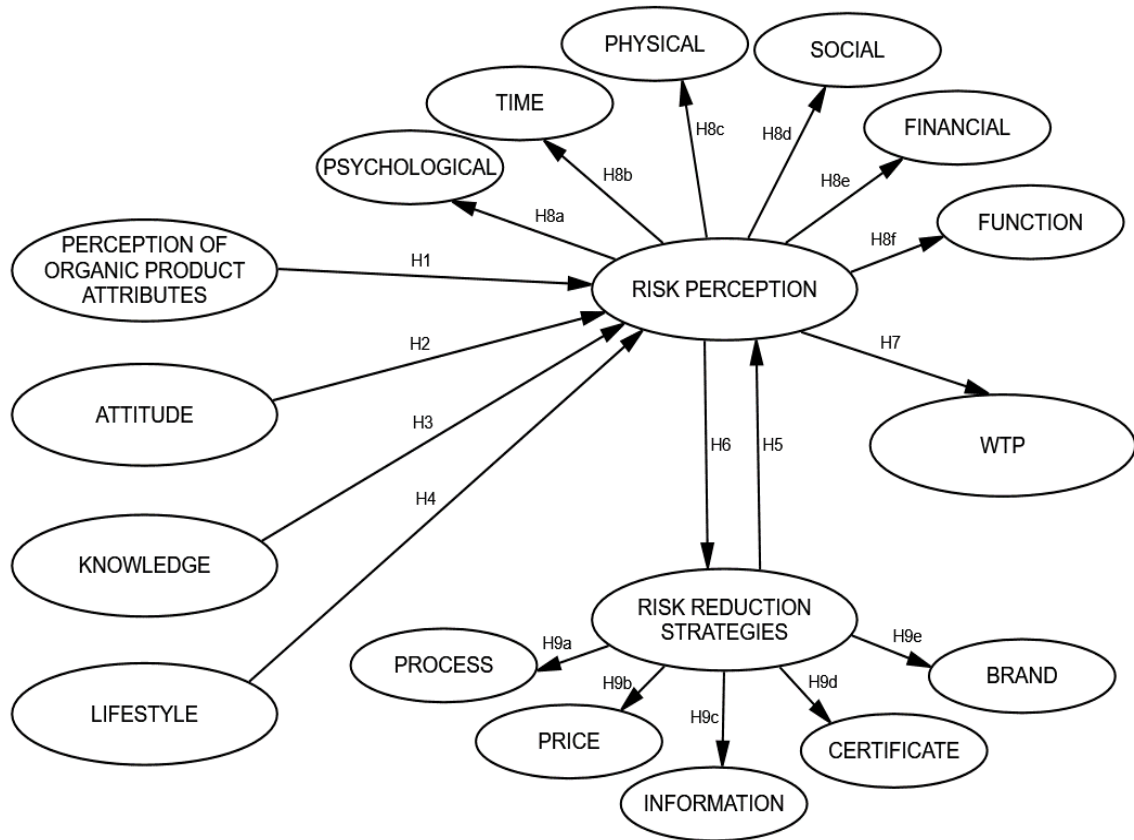 PHYSICAL
SOCIAL
TIME
FINANCIAL
PSYCHOLOGICAL
FUNCTION
H8a
H8b
H8c
H8d
H8e
H8f
PERCEPTION OF
ORGANIC PRODUCT
ATTRIBUTES
H1
RISK PERCEPTION
ATTITUDE
H2
H7
WTP
KNOWLEDGE
H3
H6
H5
LIFESTYLE
H4
RISK REDUCTION
STRATEGIES
H9a
H9b
H9c
H9d
H9e
PROCESS
PRICE
INFORMATION
CERTIFICATE
BRAND